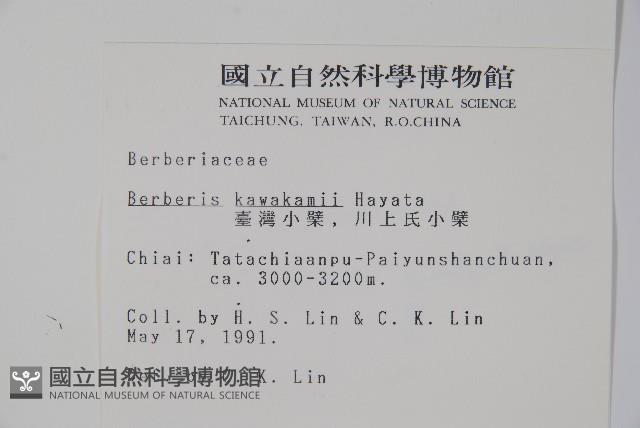 國立自然科學博物館
NATIONAL MUSEUM OF NATURAL SCIENCE
TAICHUNG, TAIWAN, R.O.CHINA
Berberiaceae
Berberis kawakamii Hayata
臺灣小檗, 川上氏小檗
Chiai: Tatachiaanpu-Paiyunshanchuan,
ca. 3000-3200m.
Coll. by H. S. Lin & C. K. Lin
May 17, 1991.
K. Lin
國立自然科學博物館
NATIONAL MUSEUM OF NATURAL SCIENCE